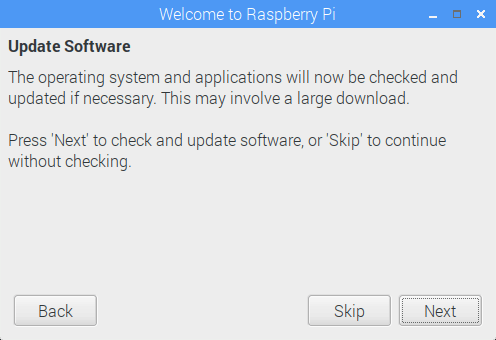 Welcome to Raspberry Pi
Update Software
The operating system and applications will now be checked and
updated if necessary. This may involve a large download.
Press 'Next' to check and update software, or 'Skip' to continue
without checking.
Back
Skip
Next